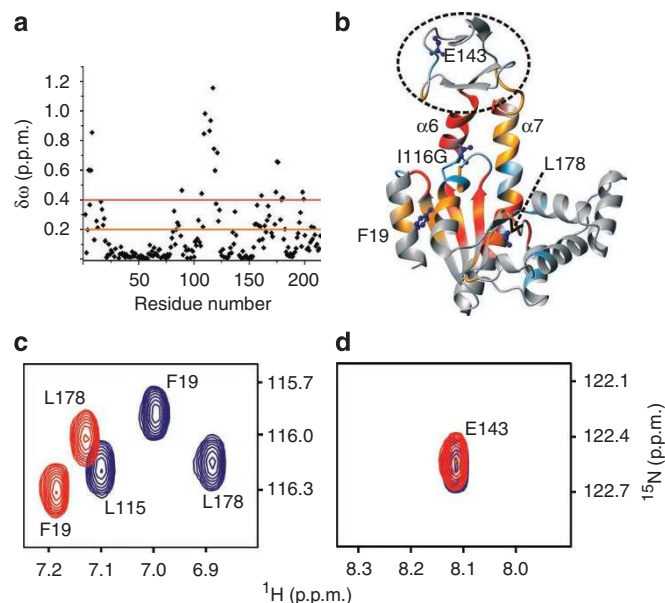 a
δω (p.p.m.)
1.2
1.0
0.8
0.6
0.4
0.2
50 100 150 200
Residue number
b
E143
α6
α7
I116G
L178
F19
c
F19
L178
L115
L178
F19
115.7
116.0
116.3
7.2 7.1 7.0 6.9
d
E143
122.1
122.4
122.7
8.3 8.2 8.1 8.0
¹⁵N (p.p.m.)
¹H (p.p.m.)